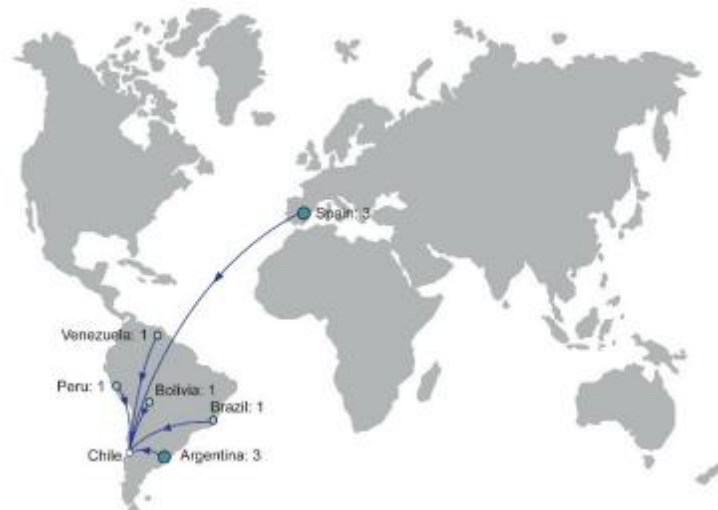 Spain: 3
Venezuela: 1
Peru: 1
Bolivia: 1
Brazil: 1
Chile
Argentina: 3